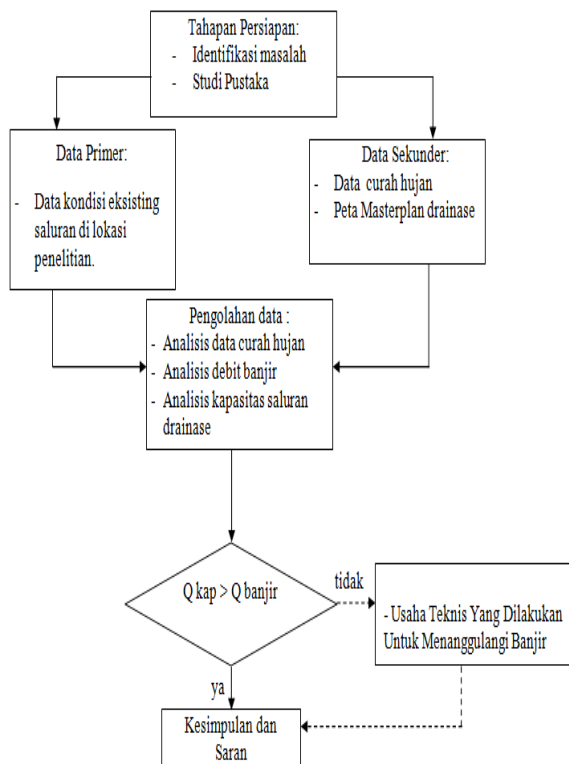 Tahapan Persiapan:
- Identifikasi masalah
- Studi Pustaka
Data Primer:
- Data kondisi eksisting
saluran di lokasi
penelitian.
Data Sekunder:
- Data curah hujan
- Peta Masterplan drainase
Pengolahan data :
- Analisis data curah hujan
- Analisis debit banjir
- Analisis kapasitas saluran
drainase
Q kap > Q banjir
tidak
- Usaha Teknis Yang Dilakukan
Untuk Menanggulangi Banjir
ya
Kesimpulan dan
Saran